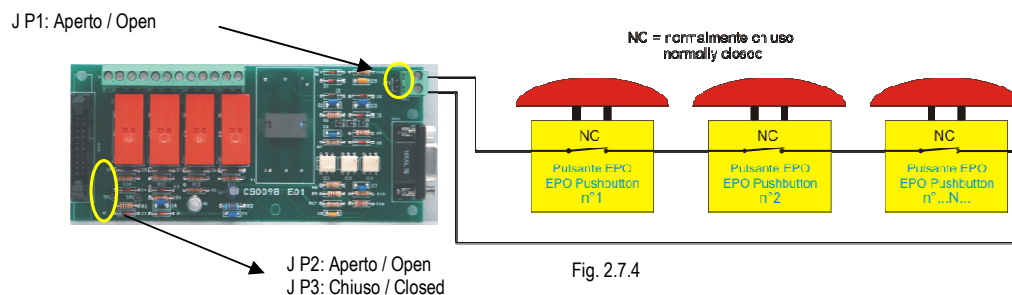 J P1: Aperto / Open
NC = normalmente chiuso
normally closed
NC
Pulsante EPO
EPO Pushbutton
n°1
NC
Pulsante EPO
EPO Pushbutton
n°2
NC
Pulsante EPO
EPO Pushbutton
n°...N...
CS009B ED1
J P2: Aperto / Open
J P3: Chiuso / Closed
Fig. 2.7.4